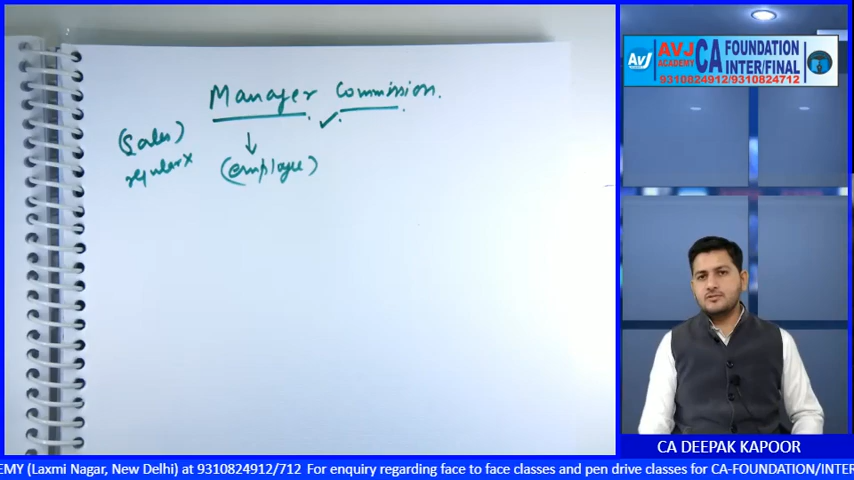 Manager Commission.
(Sales)
regular x
(employee)
AVJ
AVJ
ACADEMY
CA
FOUNDATION
INTER/FINAL
9310824912/9310824712
CA DEEPAK KAPOOR
EMY (Laxmi Nagar, New Delhi) at 9310824912/712 For enquiry regarding face to face classes and pen drive classes for CA-FOUNDATION/INTER